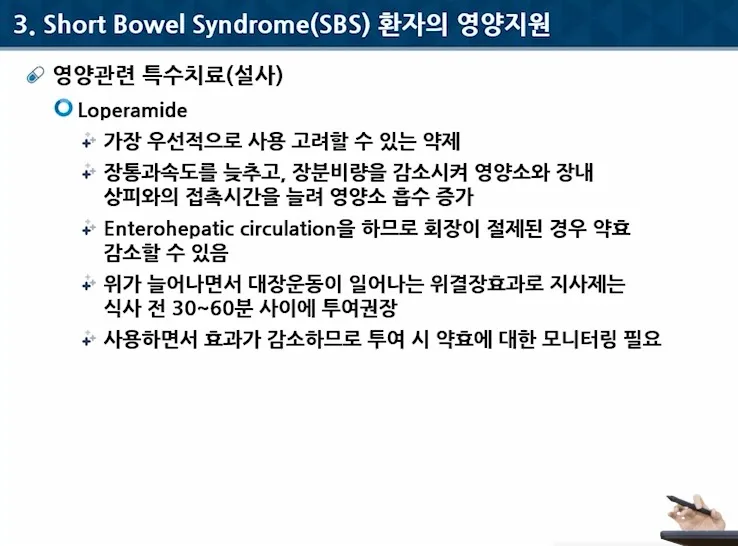 3. Short Bowel Syndrome(SBS) 환자의 영양지원
영양관련 특수치료(설사)
Loperamide
가장 우선적으로 사용 고려할 수 있는 약제
장통과속도를 늦추고, 장분비량을 감소시켜 영양소와 장내
상피와의 접촉시간을 늘려 영양소 흡수 증가
Enterohepatic circulation을 하므로 회장이 절제된 경우 약효
감소할 수 있음
위가 늘어나면서 대장운동이 일어나는 위결장효과로 지사제는
식사 전 30~60분 사이에 투여권장
사용하면서 효과가 감소하므로 투여 시 약효에 대한 모니터링 필요